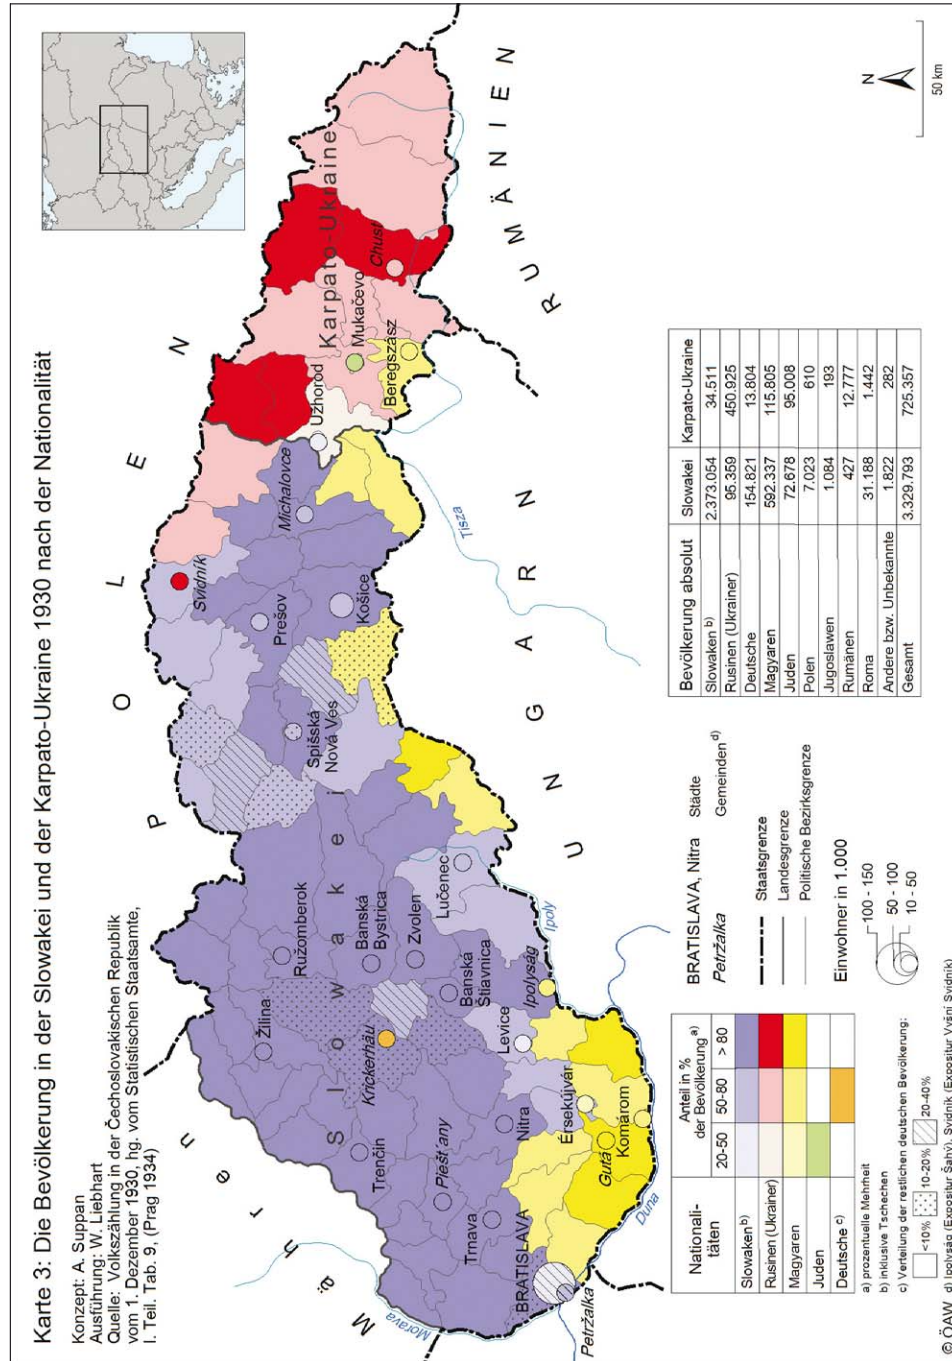 Karte 3: Die Bevölkerung in der Slowakei und der Karpato-Ukraine 1930 nach der Nationalität
Konzept: A. Suppan
Ausführung: W. Liebhart
Quelle: Volkszählung in der Čechoslovakischen Republik
vom 1. Dezember 1930, hg. vom Statistischen Staatsamte,
I. Teil. Tab. 9, (Prag 1934)
POLEN
Mähren
Slowakei
Karpato-Ukraine
RUMÄNIEN
UNGARN
Morava
Duna
Ipoly
Tisza
Žilina
Ružomberok
Krickerhäu
Trenčín
Piešťany
Trnava
BRATISLAVA
Petržalka
Nitra
Banská
Bystrica
Zvolen
Banská
Štiavnica
Levice
Lučenec
Ipolyság
Érsekújvár
Gutá
Komárom
Spišská
Nová Ves
Svidník
Prešov
Košice
Michalovce
Užhorod
Mukačevo
Beregszász
Chust
N
50 km
Nationali-
täten
Anteil in %
der Bevölkerung a)
20-50 50-80 > 80
Slowaken b)
Rusinen (Ukrainer)
Magyaren
Juden
Deutsche c)
a) prozentuelle Mehrheit
b) inklusive Tschechen
c) Verteilung der restlichen deutschen Bevölkerung:
<10% 10-20% 20-40%
© ÖAW d) Ipolyság (Expositur Šahy), Svidník (Expositur Vyšní Svidník)
BRATISLAVA, Nitra Städte
Petržalka Gemeinden d)
Staatsgrenze
Landesgrenze
Politische Bezirksgrenze
Einwohner in 1.000
100 - 150
50 - 100
10 - 50
Bevölkerung absolut Slowakei Karpato-Ukraine
Slowaken b) 2.373.054 34.511
Rusinen (Ukrainer) 95.359 450.925
Deutsche 154.821 13.804
Magyaren 592.337 115.805
Juden 72.678 95.008
Polen 7.023 610
Jugoslawen 1.084 193
Rumänen 427 12.777
Roma 31.188 1.442
Andere bzw. Unbekannte 1.822 282
Gesamt 3.329.793 725.357